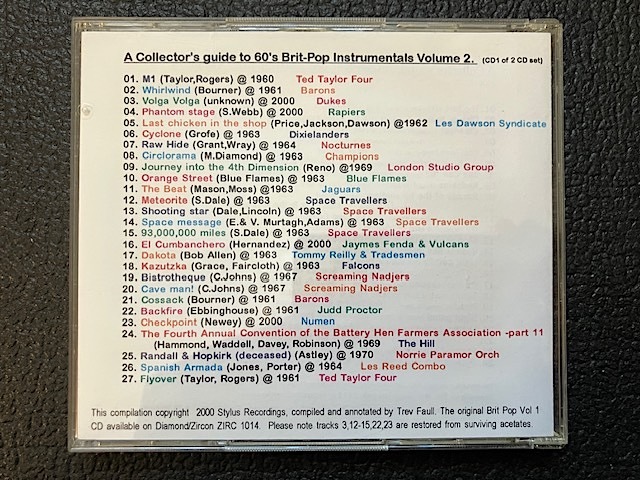 A Collector's guide to 60's Brit-Pop Instrumentals Volume 2. (CD1 of 2 CD set)
01. M1 (Taylor,Rogers) @ 1960 Ted Taylor Four
02. Whirlwind (Bourner) @ 1961 Barons
03. Volga Volga (unknown) @ 2000 Dukes
04. Phantom stage (S.Webb) @ 2000 Rapiers
05. Last chicken in the shop (Price,Jackson,Dawson) @1962 Les Dawson Syndicate
06. Cyclone (Grofe) @ 1963 Dixielanders
07. Raw Hide (Grant,Wray) @ 1964 Nocturnes
08. Circlorama (M.Diamond) @ 1963 Champions
09. Journey into the 4th Dimension (Reno) @1969 London Studio Group
10. Orange Street (Blue Flames) @ 1963 Blue Flames
11. The Beat (Mason,Moss) @1963 Jaguars
12. Meteorite (S.Dale) @ 1963 Space Travellers
13. Shooting star (Dale,Lincoln) @ 1963 Space Travellers
14. Space message (E.& V. Murtagh,Adams) @ 1963 Space Travellers
15. 93,000,000 miles (S.Dale) @ 1963 Space Travellers
16. El Cumbanchero (Hernandez) @ 2000 Jaymes Fenda & Vulcans
17. Dakota (Bob Allen) @ 1963 Tommy Reilly & Tradesmen
18. Kazutzka (Grace, Faircloth) @ 1963 Falcons
19. Bistrotheque (C.Johns) @ 1967 Screaming Nadjers
20. Cave man! (C.Johns) @ 1967 Screaming Nadjers
21. Cossack (Bourner) @ 1961 Barons
22. Backfire (Ebbinghouse) @ 1961 Judd Proctor
23. Checkpoint (Newey) @ 2000 Numen
24. The Fourth Annual Convention of the Battery Hen Farmers Association -part 11
(Hammond, Waddell, Davey, Robinson) @ 1969 The Hill
25. Randall & Hopkirk (deceased) (Astley) @ 1970 Norrie Paramor Orch
26. Spanish Armada (Jones, Porter) @ 1964 Les Reed Combo
27. Flyover (Taylor, Rogers) @ 1961 Ted Taylor Four
This compilation copyright 2000 Stylus Recordings, compiled and annotated by Trev Faull. The original Brit Pop Vol 1
CD available on Diamond/Zircon ZIRC 1014. Please note tracks 3,12-15,22,23 are restored from surviving acetates.